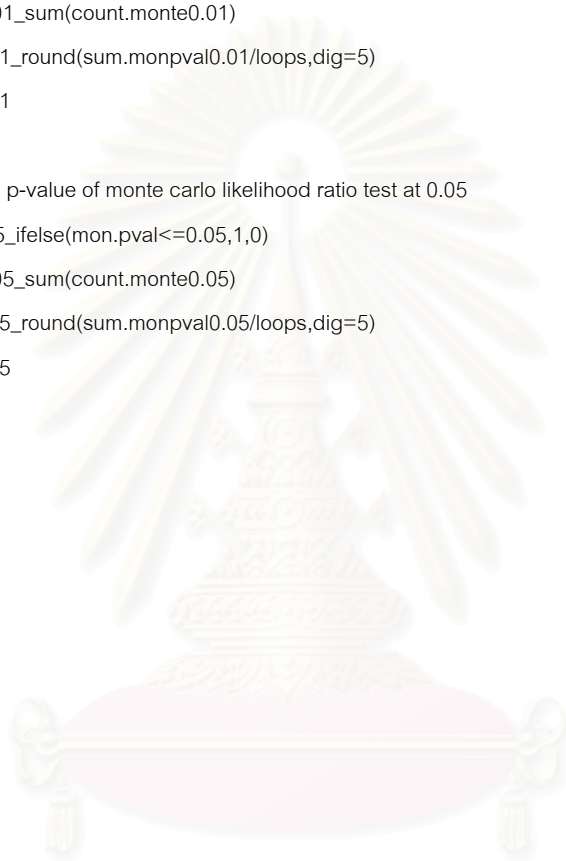 01_sum(count.monte0.01)
1_round(sum.monpval0.01/loops,dig=5)
1
p-value of monte carlo likelihood ratio test at 0.05
5_ifelse(mon.pval<=0.05,1,0)
05_sum(count.monte0.05)
5_round(sum.monpval0.05/loops,dig=5)
5